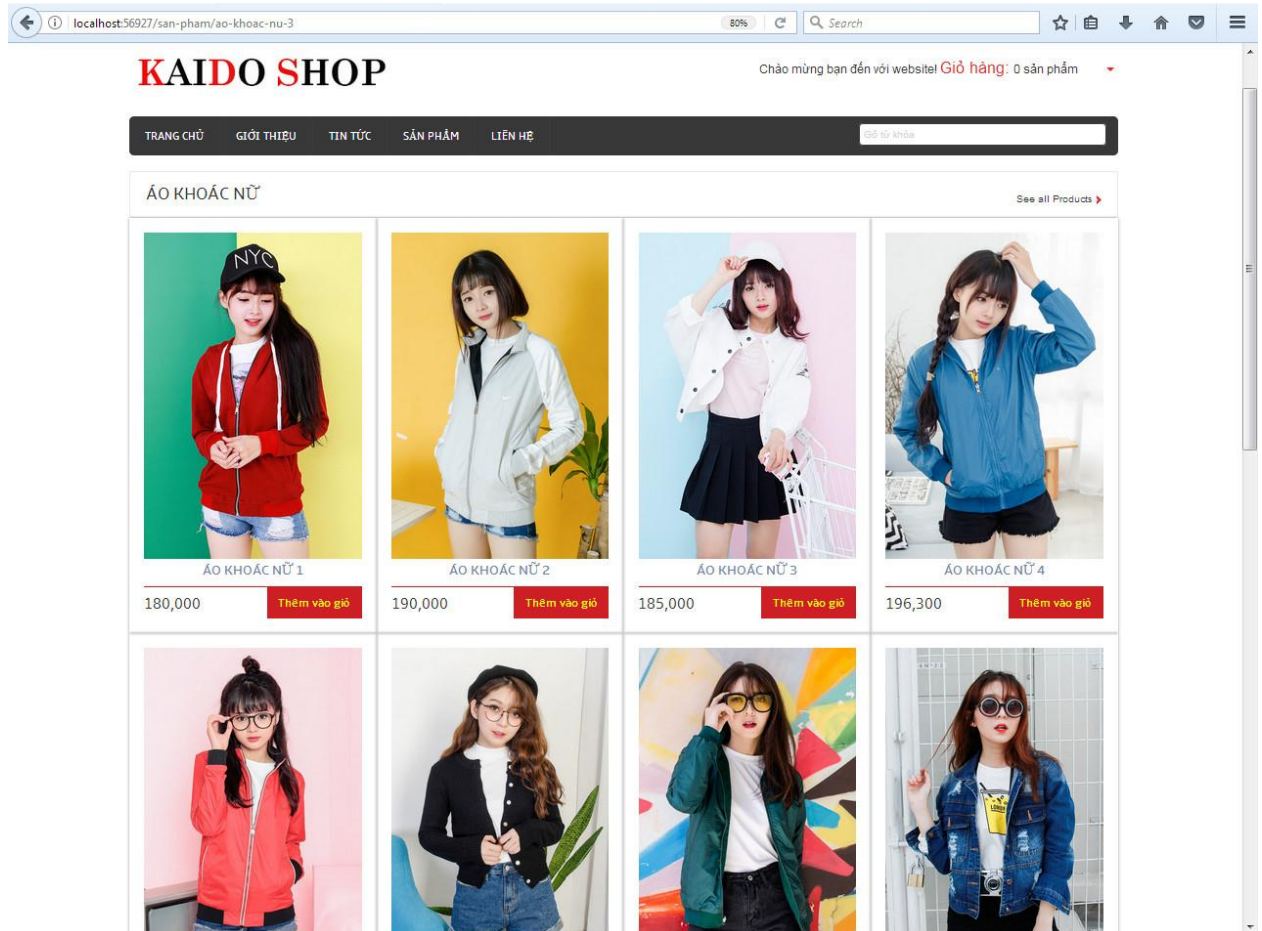 localhost:56927/san-pham/ao-khoac-nu-3
80%
Search
KAIDO SHOP
Chào mừng bạn đến với website! Giỏ hàng: 0 sản phẩm
TRANG CHỦ GIỚI THIỆU TIN TỨC SẢN PHẨM LIÊN HỆ
Gõ từ khóa
ÁO KHOÁC NỮ
See all Products
NYC
ÁO KHOÁC NỮ 1
ÁO KHOÁC NỮ 2
ÁO KHOÁC NỮ 3
ÁO KHOÁC NỮ 4
180,000 Thêm vào giỏ
190,000 Thêm vào giỏ
185,000 Thêm vào giỏ
196,300 Thêm vào giỏ